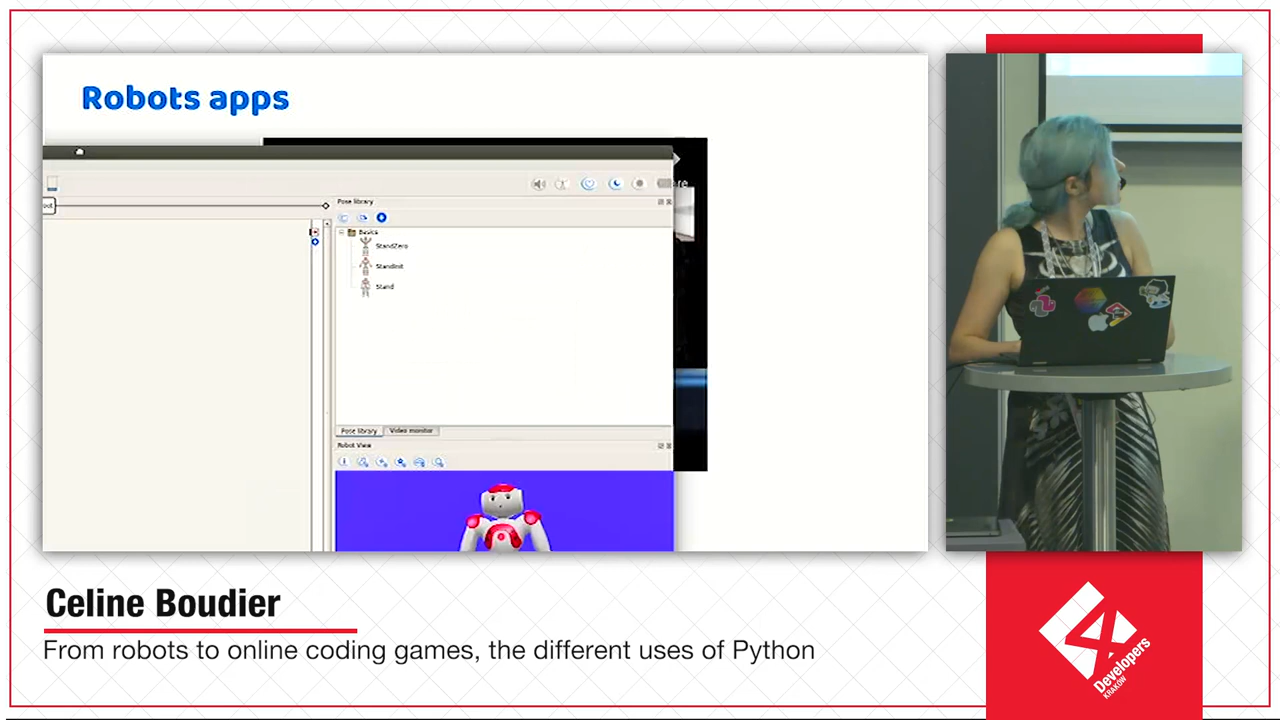 Robots apps
Pose library
Basics
StandZero
StandInit
Stand
Pose library
Video monitor
Robot View
Celine Boudier
From robots to online coding games, the different uses of Python
4
Developers
KRAKOW